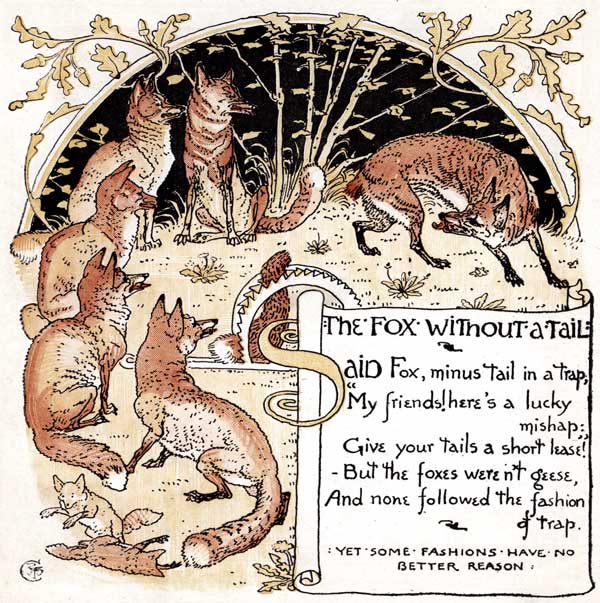 THE·FOX·WITHOUT·A·TAIL·
SAID FOX, minus tail in a trap,
"My friends! here's a lucky
mishap:
Give your tails a short lease!"
- But the foxes weren't geese,
And none followed the fashion
of trap.
: YET·SOME·FASHIONS·HAVE·NO
BETTER REASON :